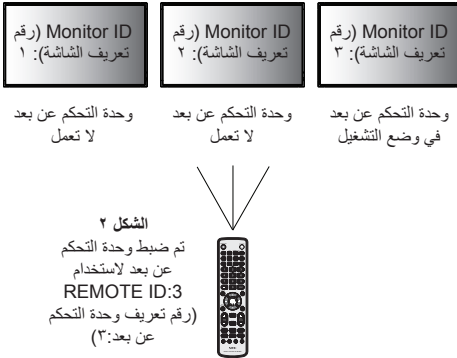 Monitor ID (رقم
تعريف الشاشة): ١
Monitor ID (رقم
تعريف الشاشة): ٢
Monitor ID (رقم
تعريف الشاشة): ٣
وحدة التحكم عن بعد
لا تعمل
وحدة التحكم عن بعد
لا تعمل
وحدة التحكم عن بعد
في وضع التشغيل
الشكل ٢
تم ضبط وحدة التحكم
عن بعد لاستخدام
REMOTE ID:3
(رقم تعريف وحدة التحكم
عن بعد:٣)